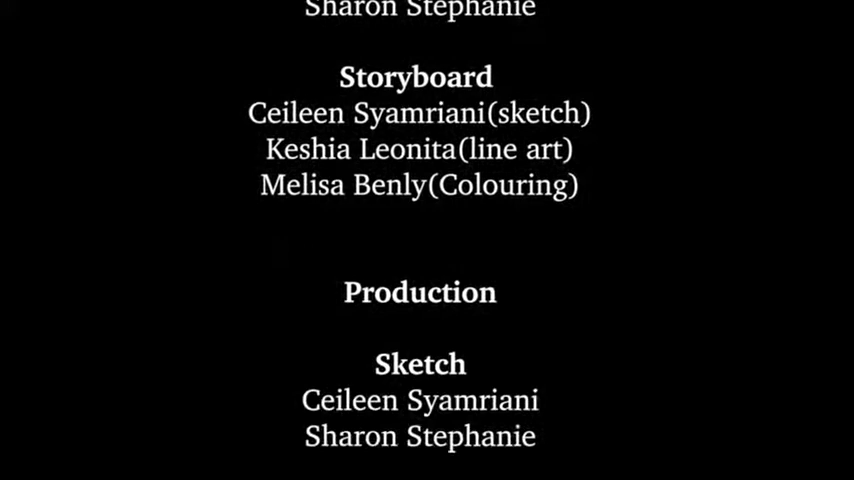 Sharon Stephanie
Storyboard
Ceileen Syamriani(sketch)
Keshia Leonita(line art)
Melisa Benly(Colouring)
Production
Sketch
Ceileen Syamriani
Sharon Stephanie